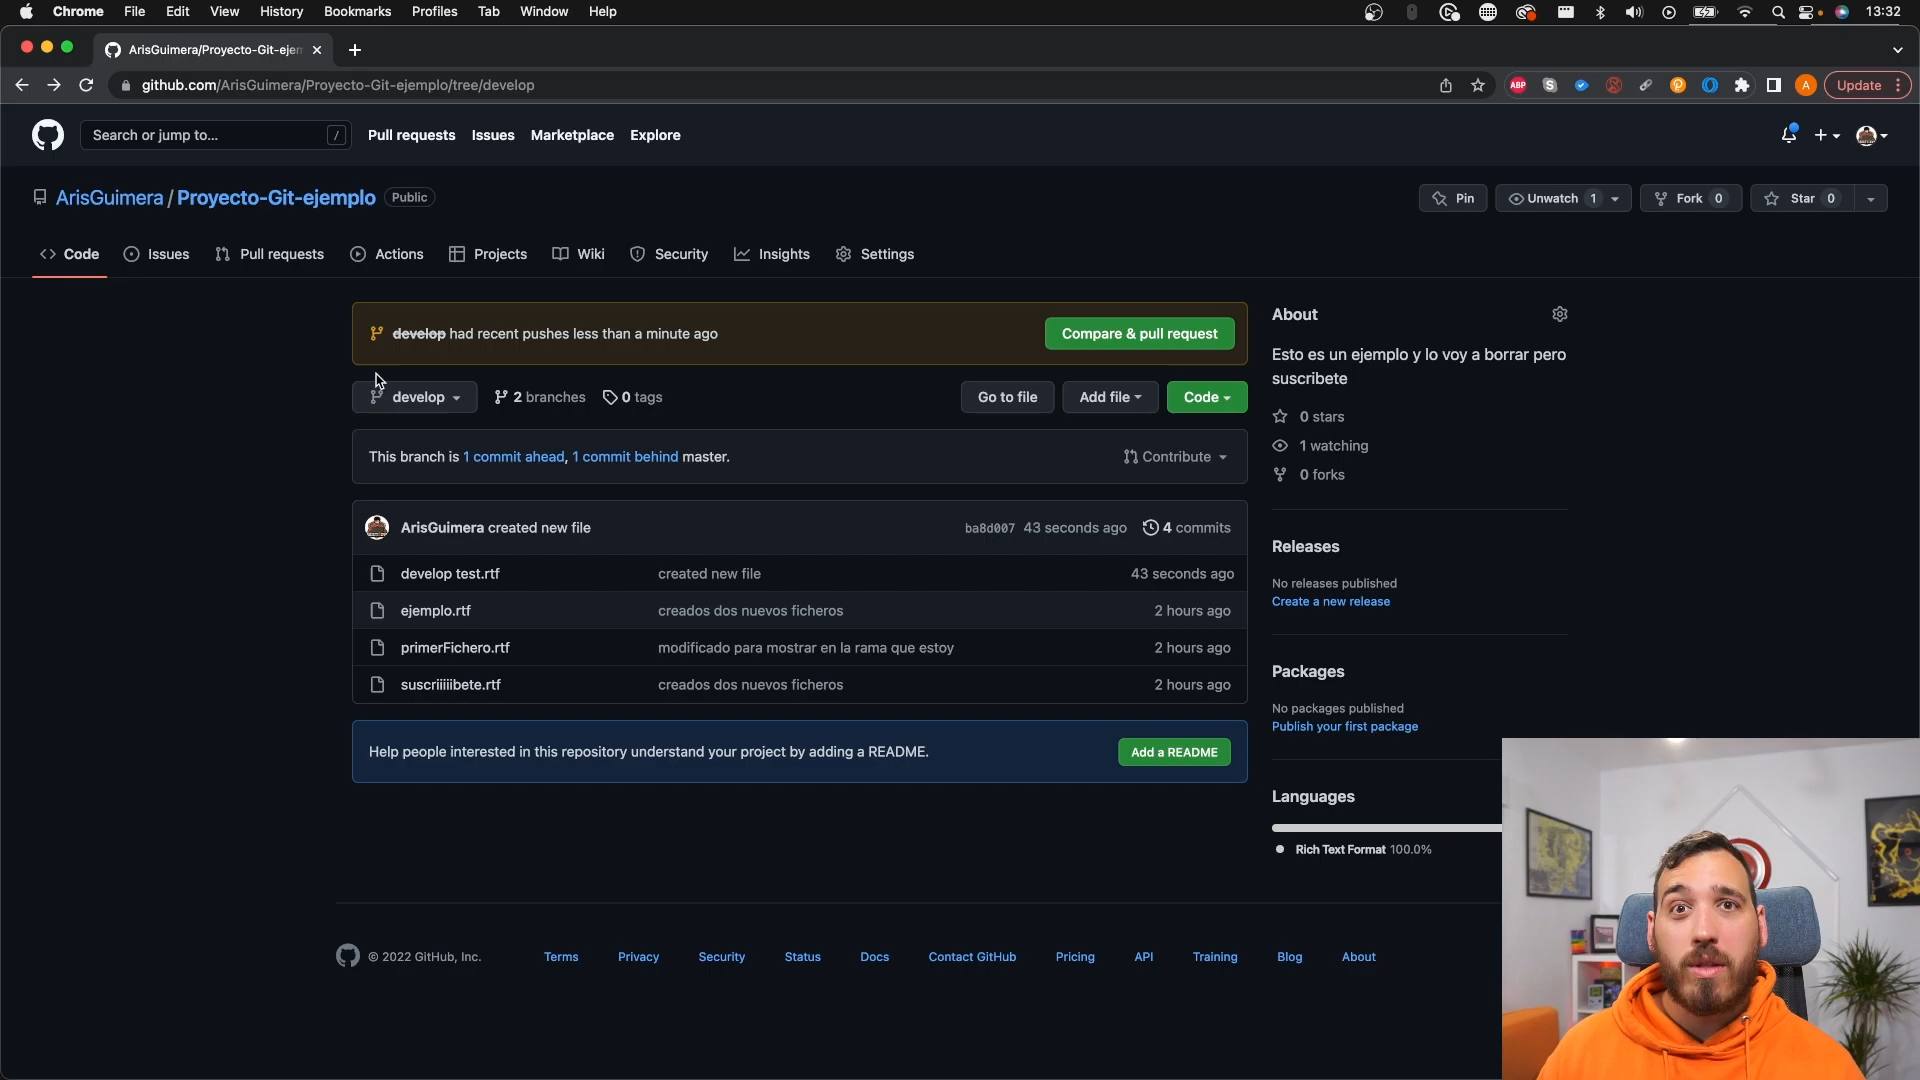 Chrome File Edit View History Bookmarks Profiles Tab Window Help 13:32
ArisGuimera/Proyecto-Git-ejem
github.com/ArisGuimera/Proyecto-Git-ejemplo/tree/develop
ABP
A
Update
Search or jump to... /
Pull requests Issues Marketplace Explore
ArisGuimera / Proyecto-Git-ejemplo Public
Pin Unwatch 1 Fork 0 Star 0
Code Issues Pull requests Actions Projects Wiki Security Insights Settings
develop had recent pushes less than a minute ago
Compare & pull request
develop 2 branches 0 tags
Go to file Add file Code
This branch is 1 commit ahead, 1 commit behind master.
Contribute
ArisGuimera created new file ba8d007 43 seconds ago 4 commits
develop test.rtf created new file 43 seconds ago
ejemplo.rtf creados dos nuevos ficheros 2 hours ago
primerFichero.rtf modificado para mostrar en la rama que estoy 2 hours ago
suscriiiiibete.rtf creados dos nuevos ficheros 2 hours ago
Help people interested in this repository understand your project by adding a README.
Add a README
About
Esto es un ejemplo y lo voy a borrar pero
suscribete
0 stars
1 watching
0 forks
Releases
No releases published
Create a new release
Packages
No packages published
Publish your first package
Languages
Rich Text Format 100.0%
© 2022 GitHub, Inc. Terms Privacy Security Status Docs Contact GitHub Pricing API Training Blog About